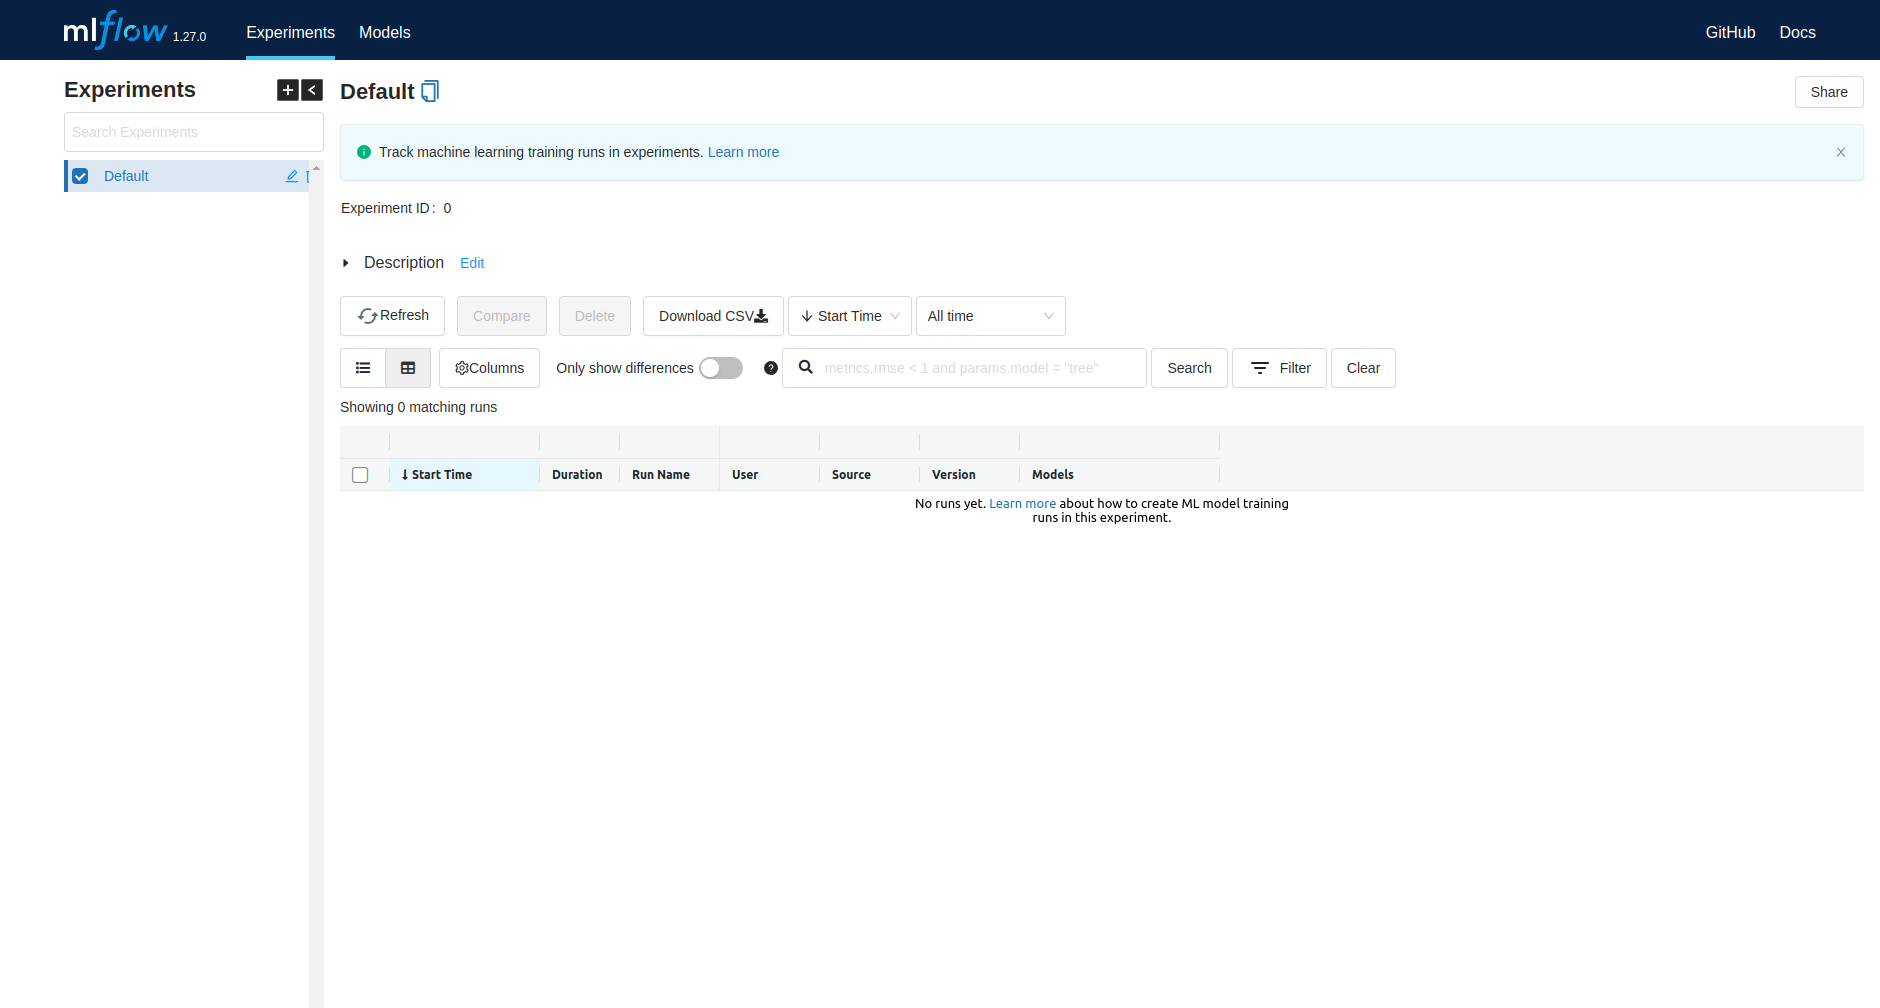 mlflow 1.27.0 Experiments Models GitHub Docs
Experiments
Search Experiments
Default
Default
Share
Track machine learning training runs in experiments. Learn more
Experiment ID: 0
Description Edit
Refresh Compare Delete Download CSV Start Time All time
Columns Only show differences metrics.rmse < 1 and params.model = "tree" Search Filter Clear
Showing 0 matching runs
Start Time Duration Run Name User Source Version Models
No runs yet. Learn more about how to create ML model training
runs in this experiment.